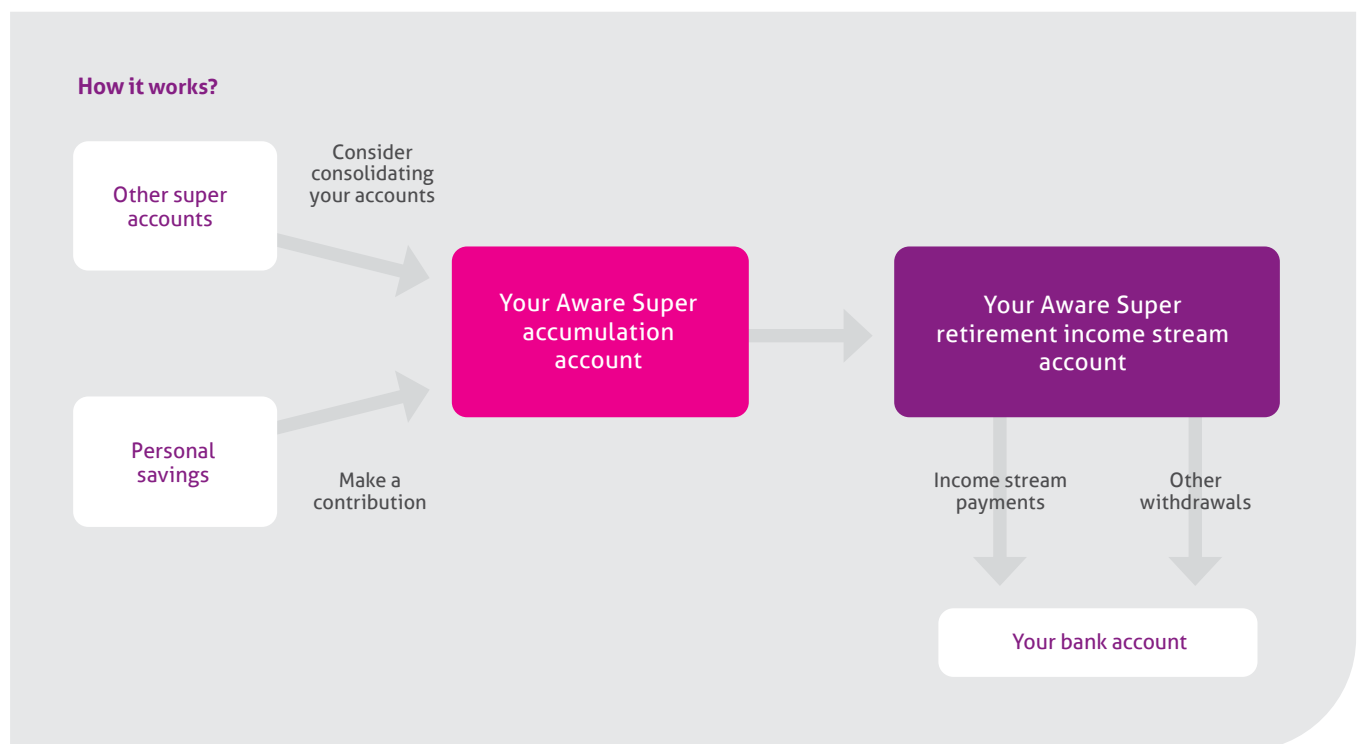 How it works?
Other super
accounts
Consider
consolidating
your accounts
Your Aware Super
accumulation
account
Your Aware Super
retirement income stream
account
Personal
savings
Make a
contribution
Income stream
payments
Other
withdrawals
Your bank account